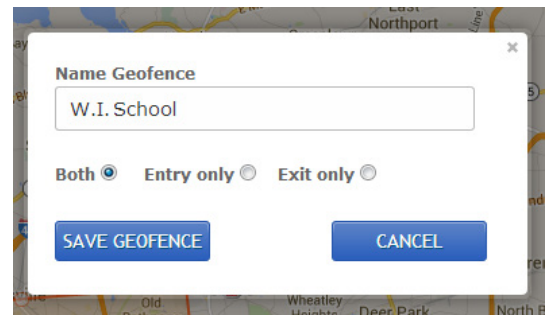 East
Northport
×
Name Geofence
W.I. School
Both Entry only Exit only
SAVE GEOFENCE CANCEL
Old
Wheatley
Heights
Deer Park
North